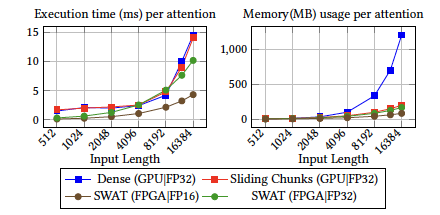 Execution time (ms) per attention
Memory(MB) usage per attention
15
10
5
0
512
1024
2048
4096
8192
16384
Input Length
1,000
500
0
512
1024
2048
4096
8192
16384
Input Length
Dense (GPU|FP32)
Sliding Chunks (GPU|FP32)
SWAT (FPGA|FP16)
SWAT (FPGA|FP32)